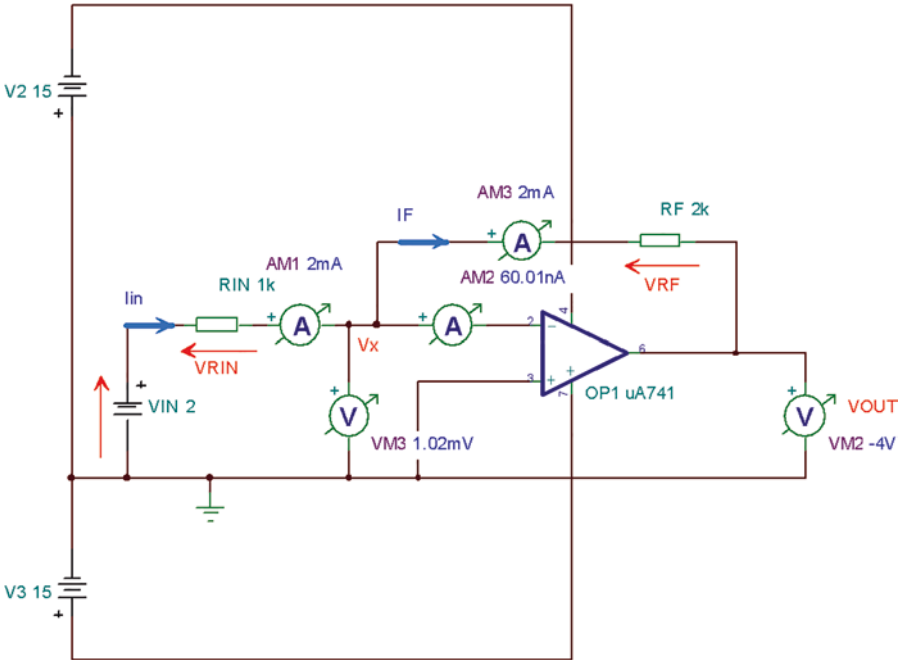 V2 15
+
AM3 2mA
RF 2k
IF
+
A
AM1 2mA
AM2 60.01nA
VRF
RIN 1k
Iin
+
A
+
A
2
−
4
6
Vx
VRIN
3
+
+
7
OP1 uA741
+
VIN 2
+
V
VM3 1.02mV
+
V
VOUT
VM2 -4V
V3 15
+